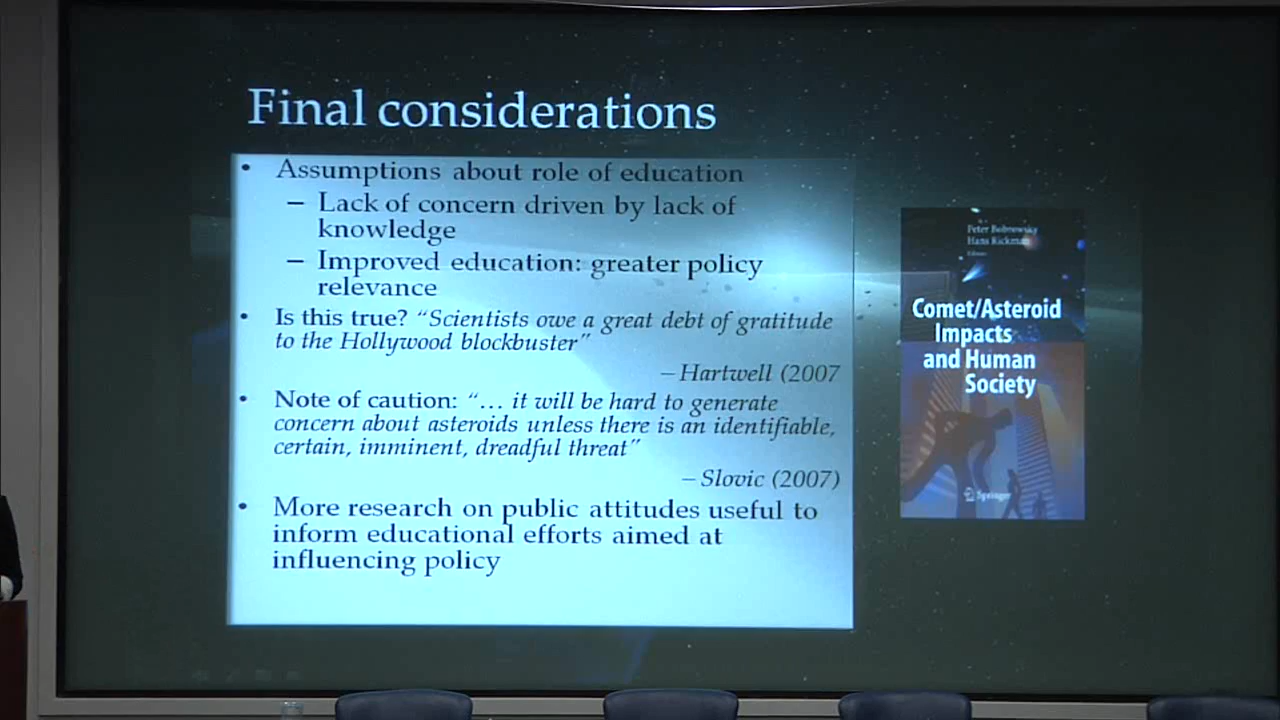 Final considerations
• Assumptions about role of education
– Lack of concern driven by lack of
knowledge
– Improved education: greater policy
relevance
• Is this true? “Scientists owe a great debt of gratitude
to the Hollywood blockbuster”
– Hartwell (2007
• Note of caution: “… it will be hard to generate
concern about asteroids unless there is an identifiable,
certain, imminent, dreadful threat”
– Slovic (2007)
• More research on public attitudes useful to
inform educational efforts aimed at
influencing policy
Peter Bobrowsky
Hans Rickman
Editors
Comet/Asteroid
Impacts
and Human
Society
Springer